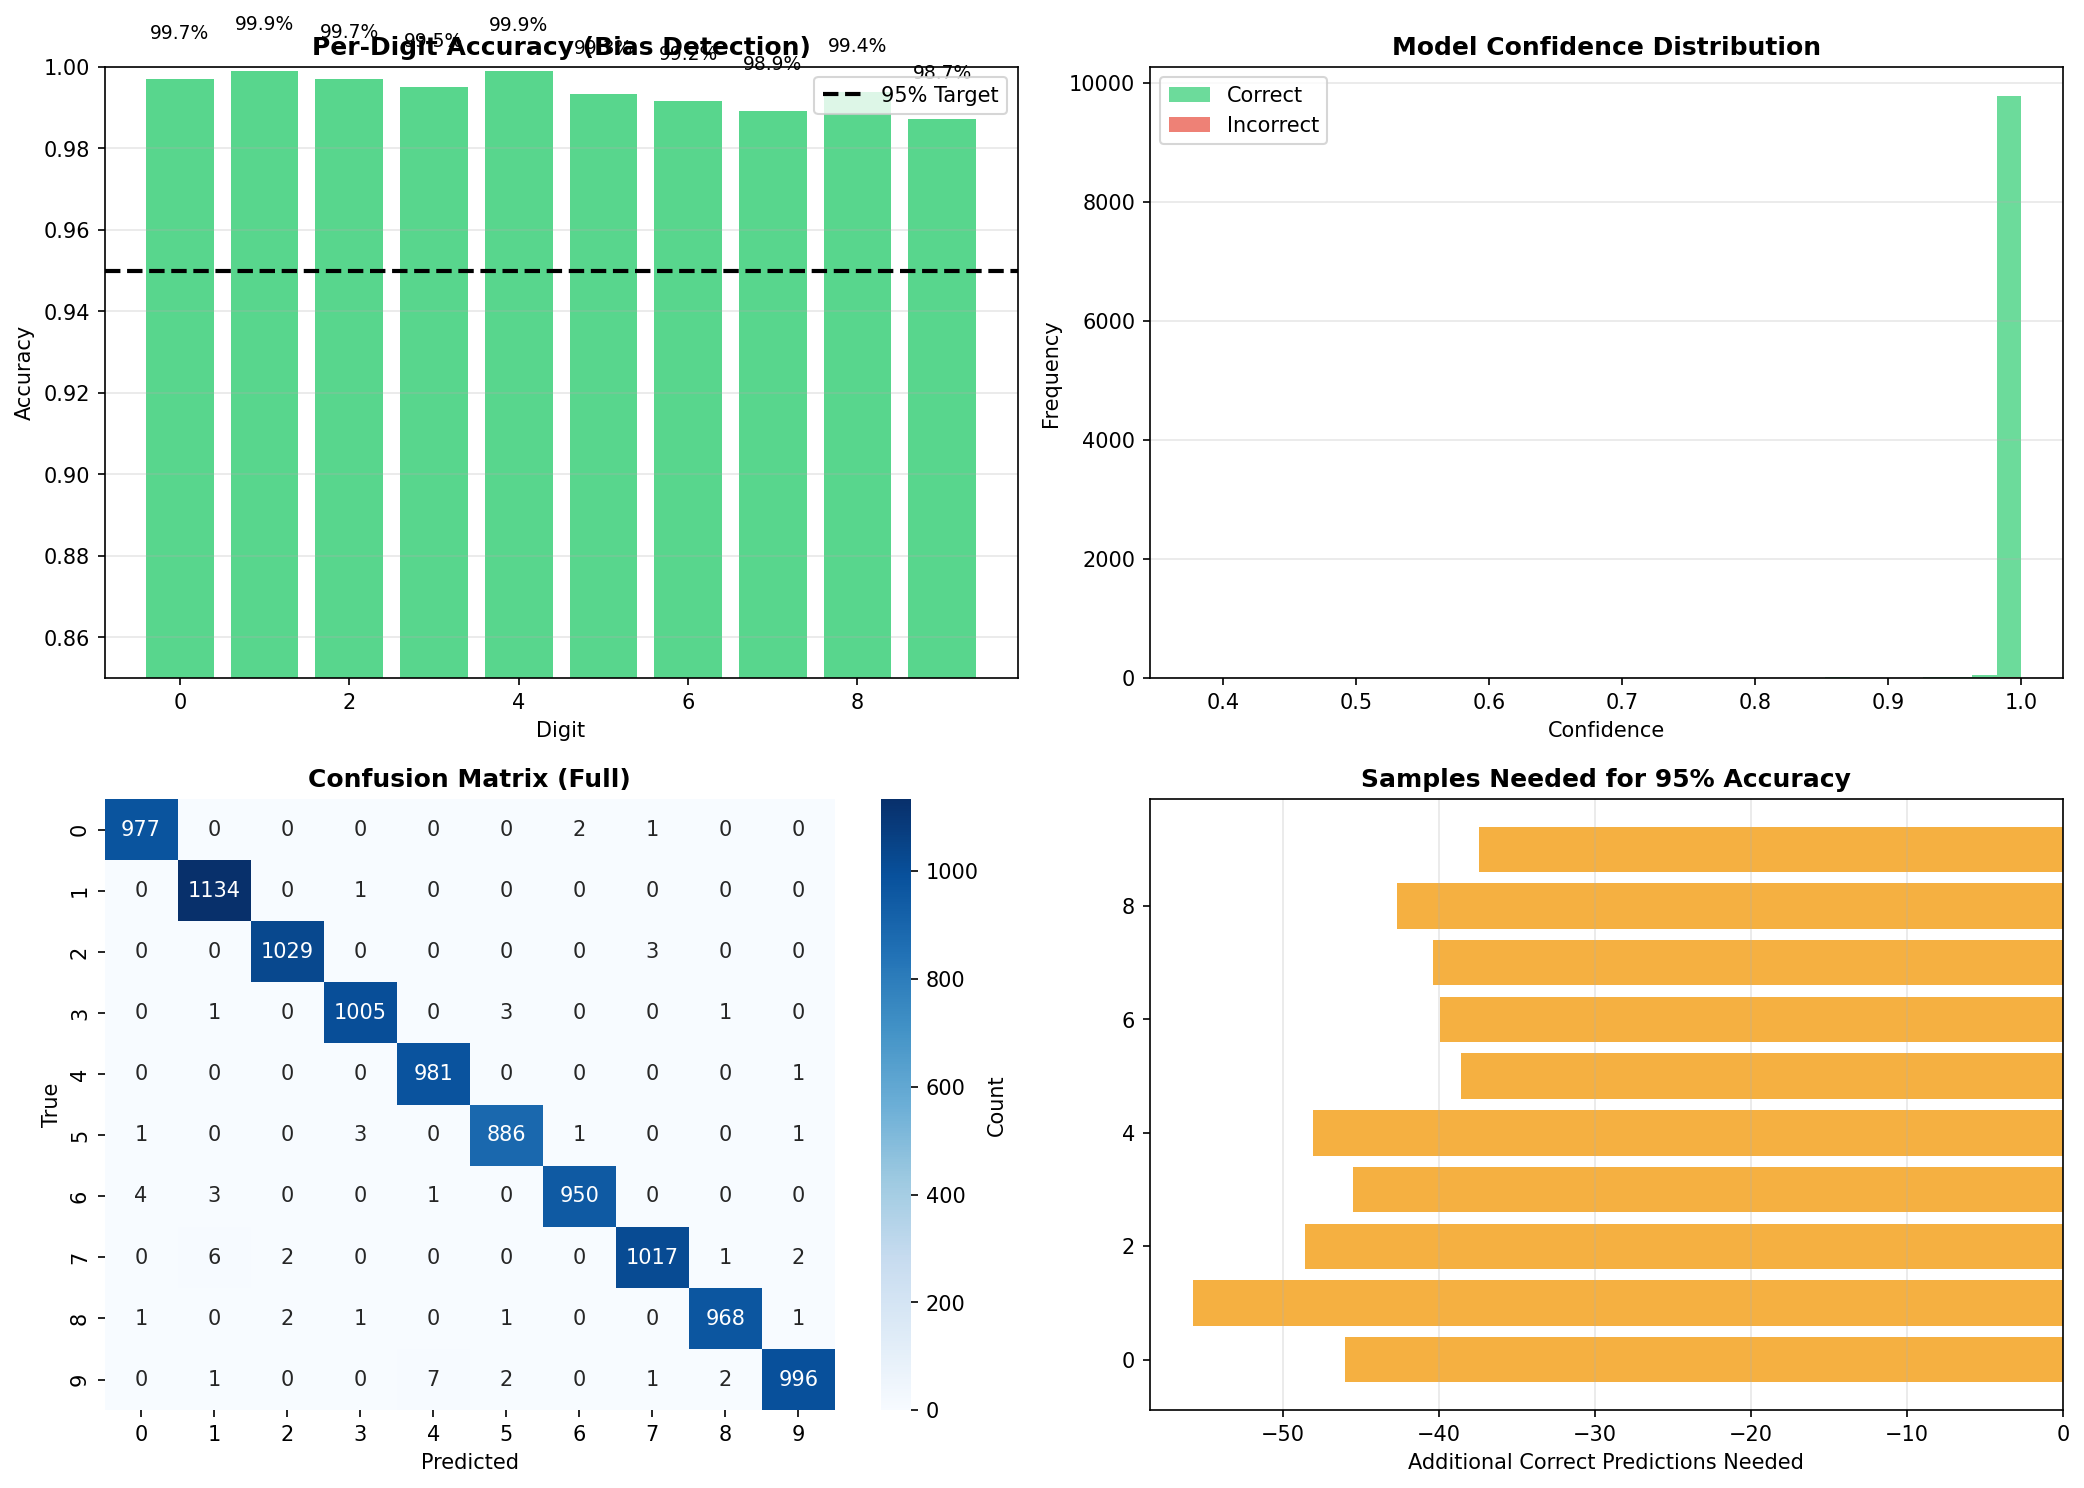 99.7% 99.9% 99.7% 99.5% 99.9% 99.3% 99.2% 98.9% 99.4% 98.7%
Per-Digit Accuracy (Bias Detection)
95% Target
1.00
0.98
0.96
0.94
0.92
0.90
0.88
0.86
Accuracy
0 2 4 6 8
Digit
Model Confidence Distribution
Correct
Incorrect
10000
8000
6000
4000
2000
0
Frequency
0.4 0.5 0.6 0.7 0.8 0.9 1.0
Confidence
Confusion Matrix (Full)
0 977 0 0 0 0 0 2 1 0 0
1 0 1134 0 1 0 0 0 0 0 0
2 0 0 1029 0 0 0 0 3 0 0
3 0 1 0 1005 0 3 0 0 1 0
4 0 0 0 0 981 0 0 0 0 1
5 1 0 0 3 0 886 1 0 0 1
6 4 3 0 0 1 0 950 0 0 0
7 0 6 2 0 0 0 0 1017 1 2
8 1 0 2 1 0 1 0 0 968 1
9 0 1 0 0 7 2 0 1 2 996
True
0 1 2 3 4 5 6 7 8 9
Predicted
1000
800
600
400
200
0
Count
Samples Needed for 95% Accuracy
8
6
4
2
0
−50 −40 −30 −20 −10 0
Additional Correct Predictions Needed